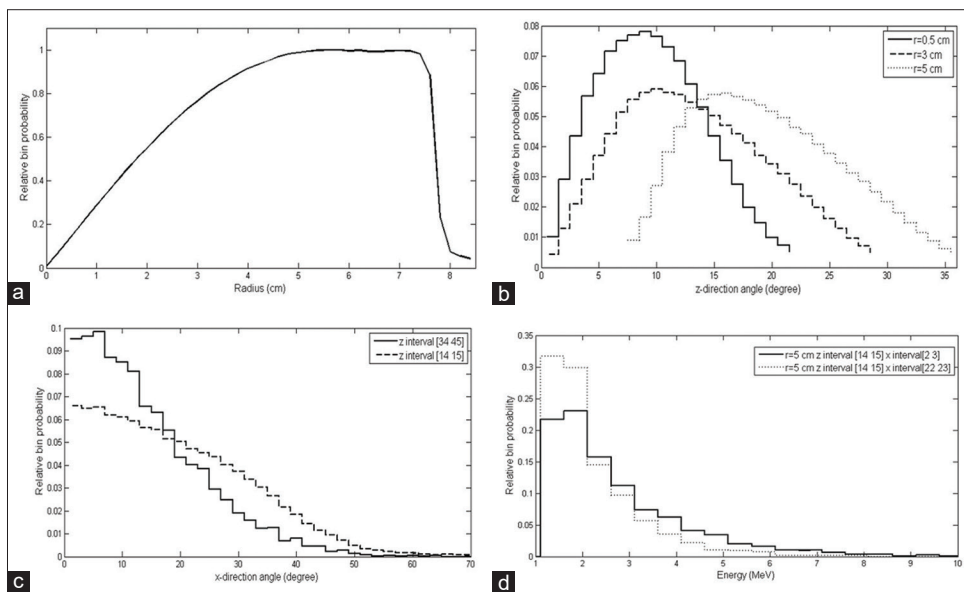 1
0.8
0.6
0.4
0.2
0
Relative bin probability
0 1 2 3 4 5 6 7 8
Radius (cm)
a
0.08
0.07
0.06
0.05
0.04
0.03
0.02
0.01
0
Relative bin probability
0 5 10 15 20 25 30 35
z-direction angle (degree)
r=0.5 cm
r=3 cm
r=5 cm
b
0.1
0.09
0.08
0.07
0.06
0.05
0.04
0.03
0.02
0.01
0
Relative bin probability
0 10 20 30 40 50 60 70
x-direction angle (degree)
z interval [34 45]
z interval [14 15]
c
0.35
0.3
0.25
0.2
0.15
0.1
0.05
0
Relative bin probability
1 2 3 4 5 6 7 8 9 10
Energy (MeV)
r=5 cm z interval [14 15] x interval[2 3]
r=5 cm z interval [14 15] x interval[22 23]
d